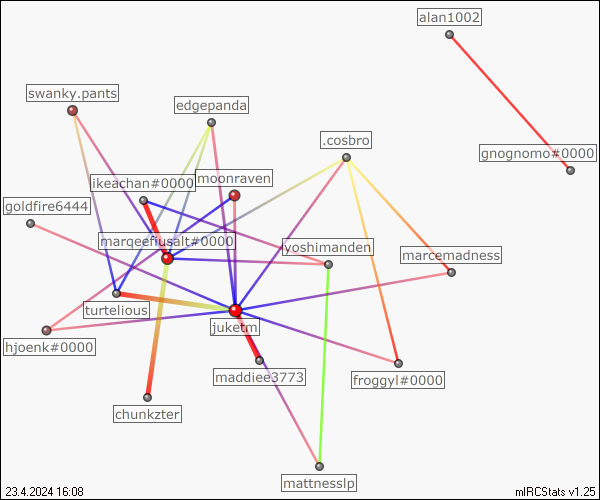 alan1002
swanky.pants
edgepanda
.cosbro
gnognomo#0000
ikeachan#0000
moonraven
goldfire6444
margeeñusalt#0000
yoshimanden
marcemadness
turtelious
juketm
hjoenk#0000
maddiee3773
froggyl#0000
chunkzter
mattnesslp
23.4.2024 16:08
mIRCStats v1.25